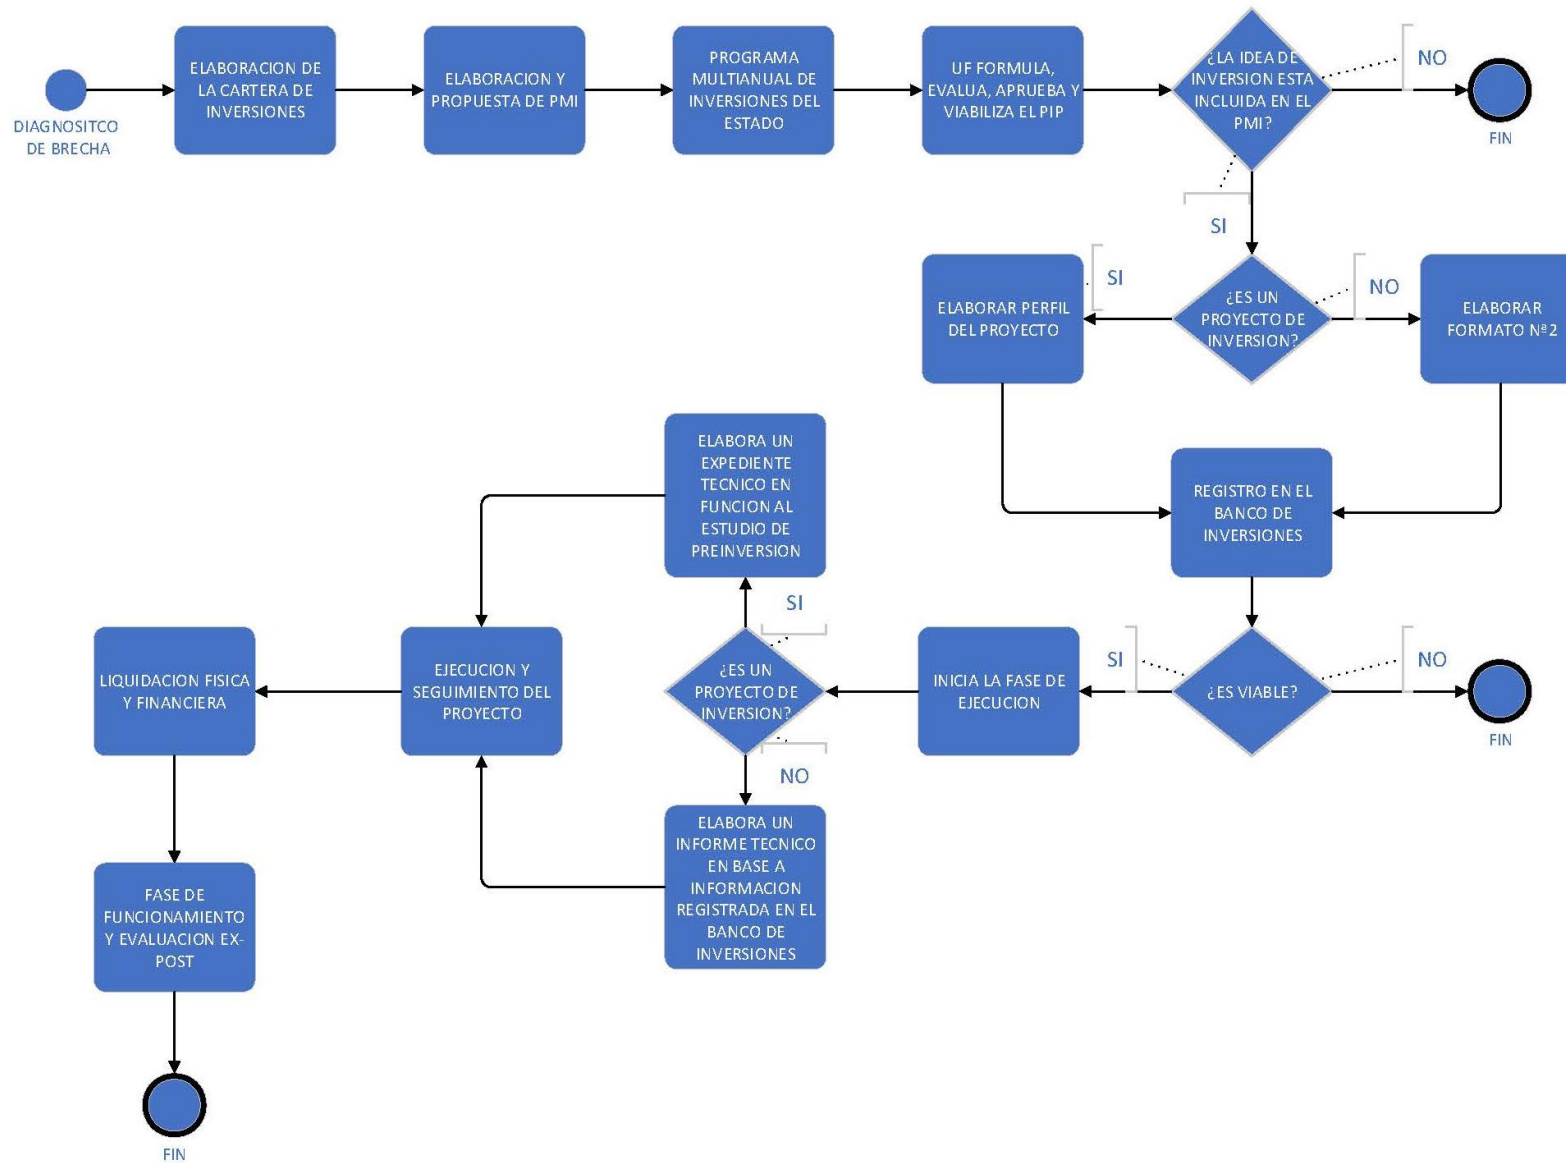 DIAGNOSITCO
DE BRECHA
ELABORACION DE
LA CARTERA DE
INVERSIONES
ELABORACION Y
PROPUESTA DE PMI
PROGRAMA
MULTIANUAL DE
INVERSIONES DEL
ESTADO
UF FORMULA,
EVALUA, APRUEBA Y
VIABILIZA EL PIP
¿LA IDEA DE
INVERSION ESTA
INCLUIDA EN EL
PMI?
NO
FIN
SI
ELABORAR PERFIL
DEL PROYECTO
SI
¿ES UN
PROYECTO DE
INVERSION?
NO
ELABORAR
FORMATO Nª2
REGISTRO EN EL
BANCO DE
INVERSIONES
¿ES VIABLE?
NO
FIN
SI
INICIA LA FASE DE
EJECUCION
¿ES UN
PROYECTO DE
INVERSION?
SI
ELABORA UN
EXPEDIENTE
TECNICO EN
FUNCION AL
ESTUDIO DE
PREINVERSION
NO
ELABORA UN
INFORME TECNICO
EN BASE A
INFORMACION
REGISTRADA EN EL
BANCO DE
INVERSIONES
EJECUCION Y
SEGUIMIENTO DEL
PROYECTO
LIQUIDACION FISICA
Y FINANCIERA
FASE DE
FUNCIONAMIENTO
Y EVALUACION EX-
POST
FIN